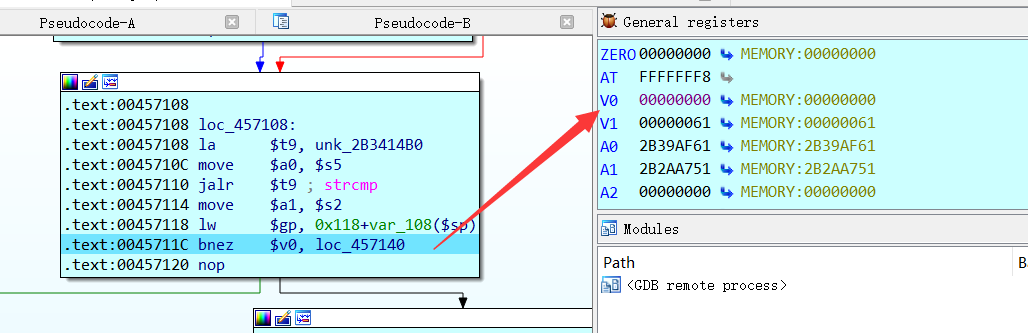 Pseudocode-A
Pseudocode-B
.text:00457108
.text:00457108 loc_457108:
.text:00457108 la $t9, unk_2B3414B0
.text:0045710C move $a0, $s5
.text:00457110 jalr $t9 ; strcmp
.text:00457114 move $a1, $s2
.text:00457118 lw $gp, 0x118+var_108($sp)
.text:0045711C bnez $v0, loc_457140
.text:00457120 nop
General registers
ZERO 00000000 MEMORY:00000000
AT FFFFFFF8
V0 00000000 MEMORY:00000000
V1 00000061 MEMORY:00000061
A0 2B39AF61 MEMORY:2B39AF61
A1 2B2AA751 MEMORY:2B2AA751
A2 00000000 MEMORY:00000000
Modules
Path
<GDB remote process>